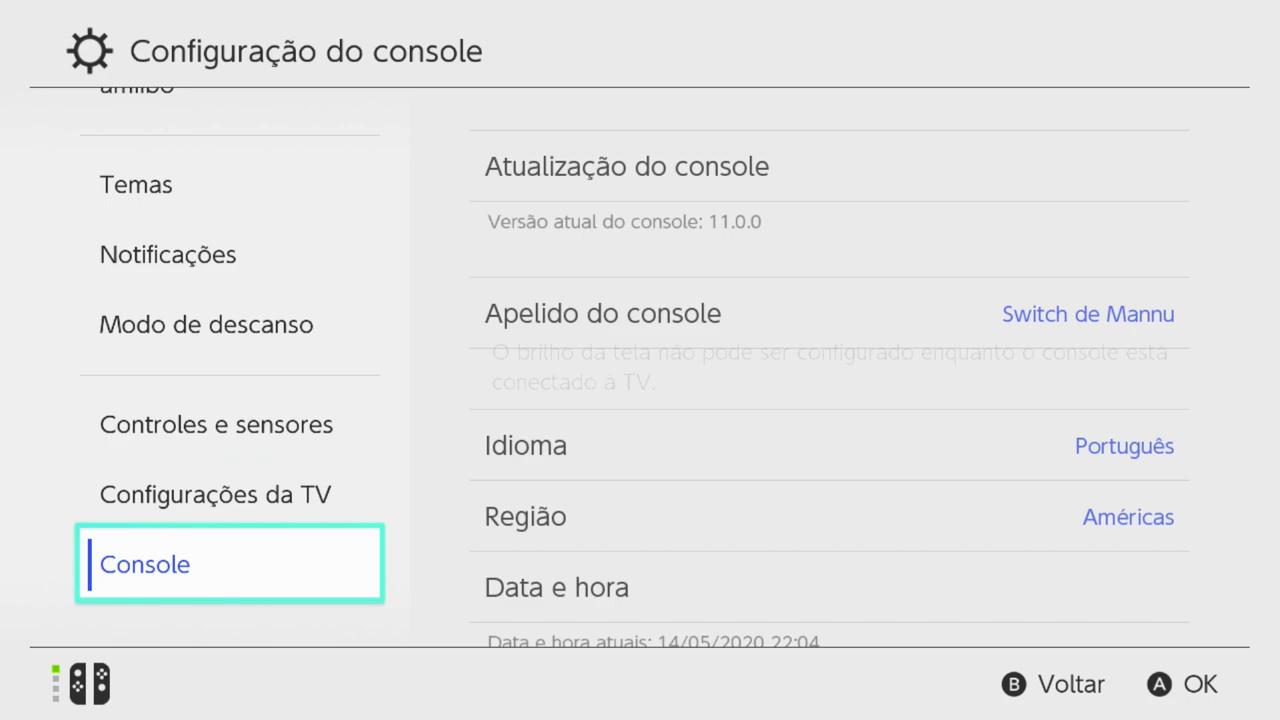 Configuração do console
amiibo
Temas
Notificações
Modo de descanso
Controles e sensores
Configurações da TV
Console
Atualização do console
Versão atual do console: 11.0.0
Apelido do console Switch de Mannu
O brilho da tela não pode ser configurado enquanto o console está
conectado à TV.
Idioma Português
Região Américas
Data e hora
Data e hora atuais: 14/05/2020 22:04
B Voltar A OK